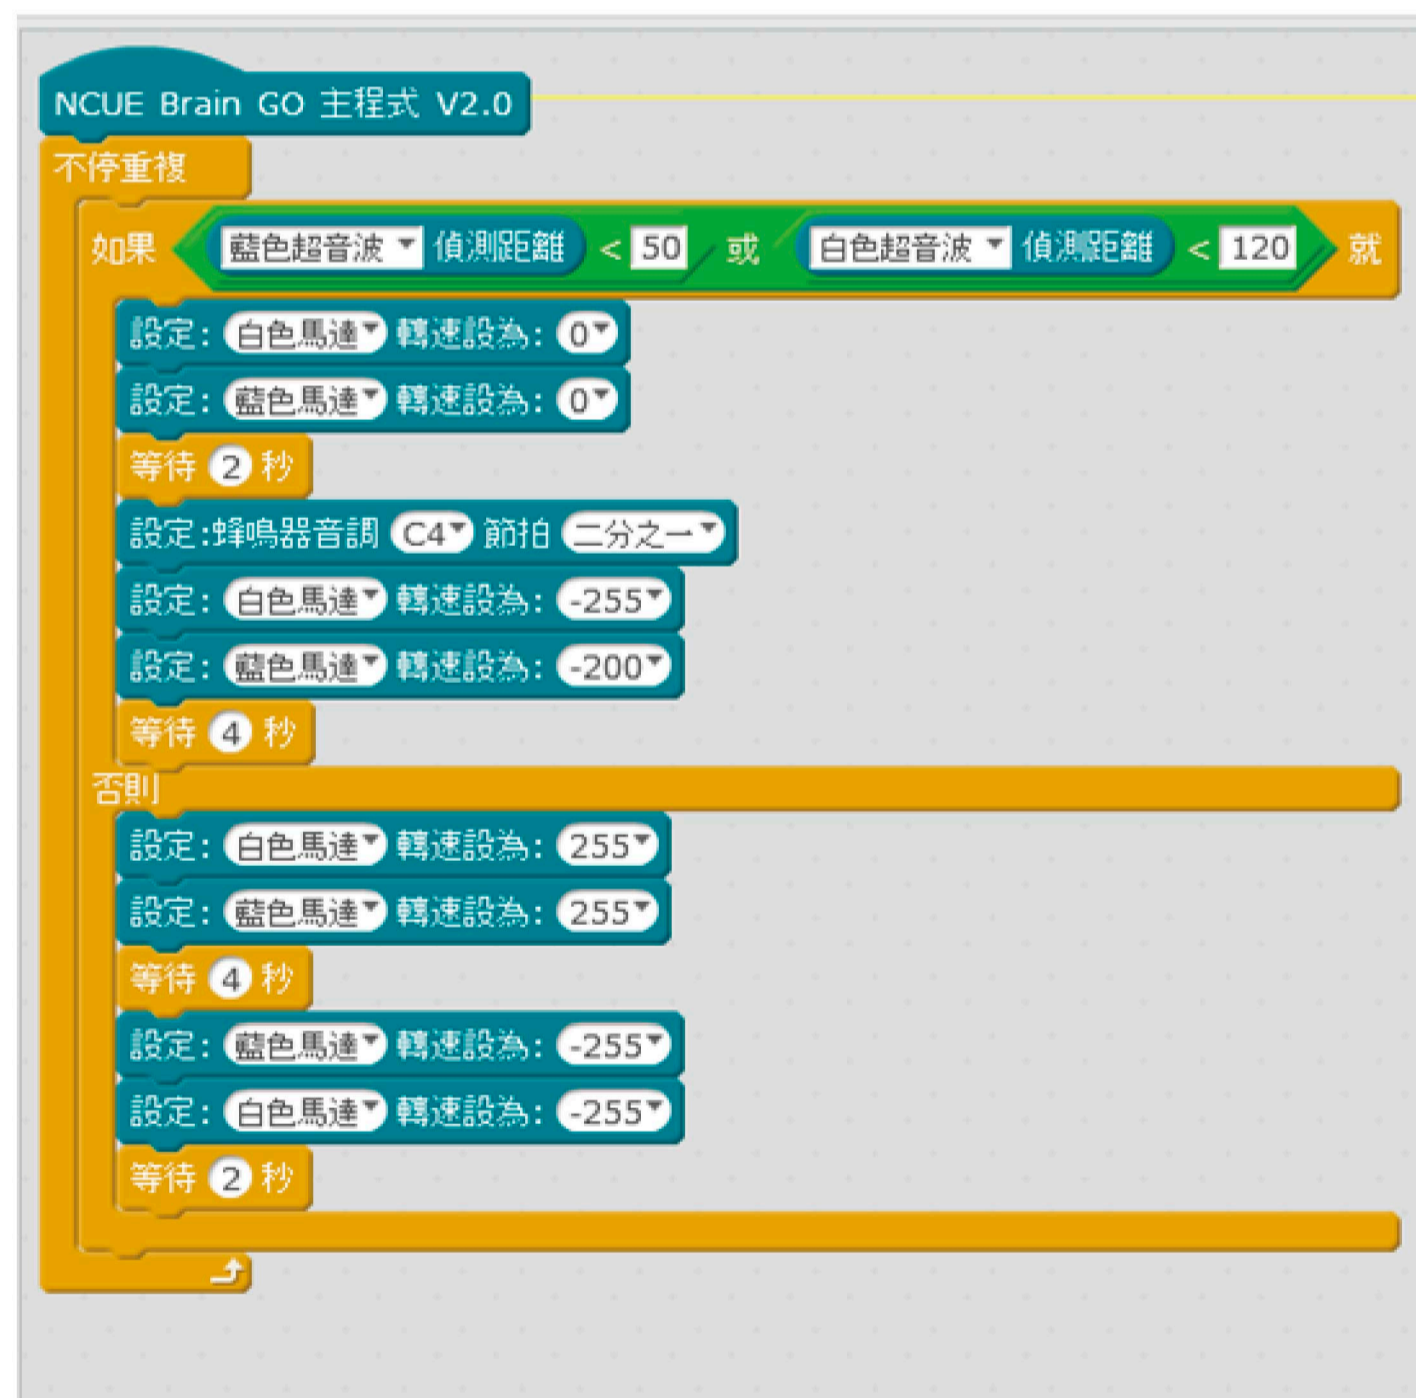 NCUE Brain GO 主程式 V2.0
不停重複
如果 藍色超音波 偵測距離 < 50 或 白色超音波 偵測距離 < 120 就
設定: 白色馬達 轉速設為: 0
設定: 藍色馬達 轉速設為: 0
等待 2 秒
設定:蜂鳴器音調 C4 節拍 二分之一
設定: 白色馬達 轉速設為: -255
設定: 藍色馬達 轉速設為: -200
等待 4 秒
否則
設定: 白色馬達 轉速設為: 255
設定: 藍色馬達 轉速設為: 255
等待 4 秒
設定: 藍色馬達 轉速設為: -255
設定: 白色馬達 轉速設為: -255
等待 2 秒